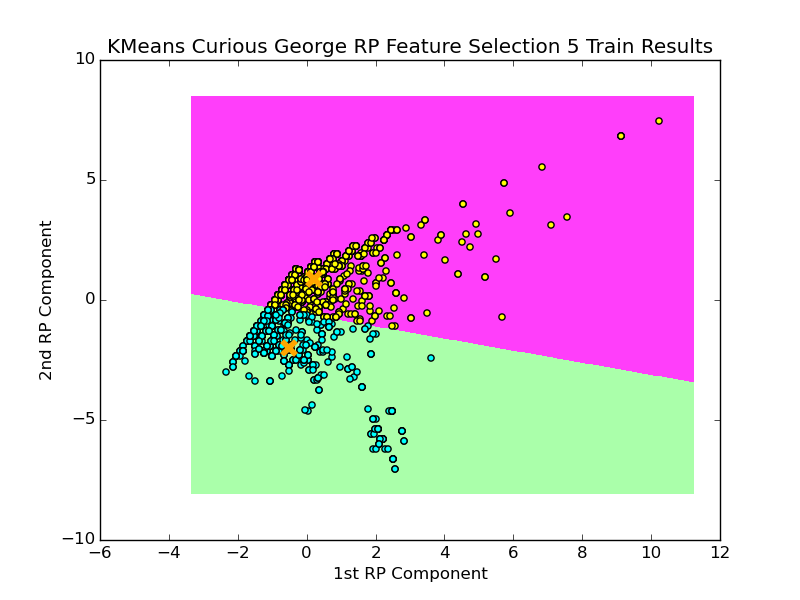 KMeans Curious George RP Feature Selection 5 Train Results
10
5
0
−5
−10
2nd RP Component
−6 −4 −2 0 2 4 6 8 10 12
1st RP Component